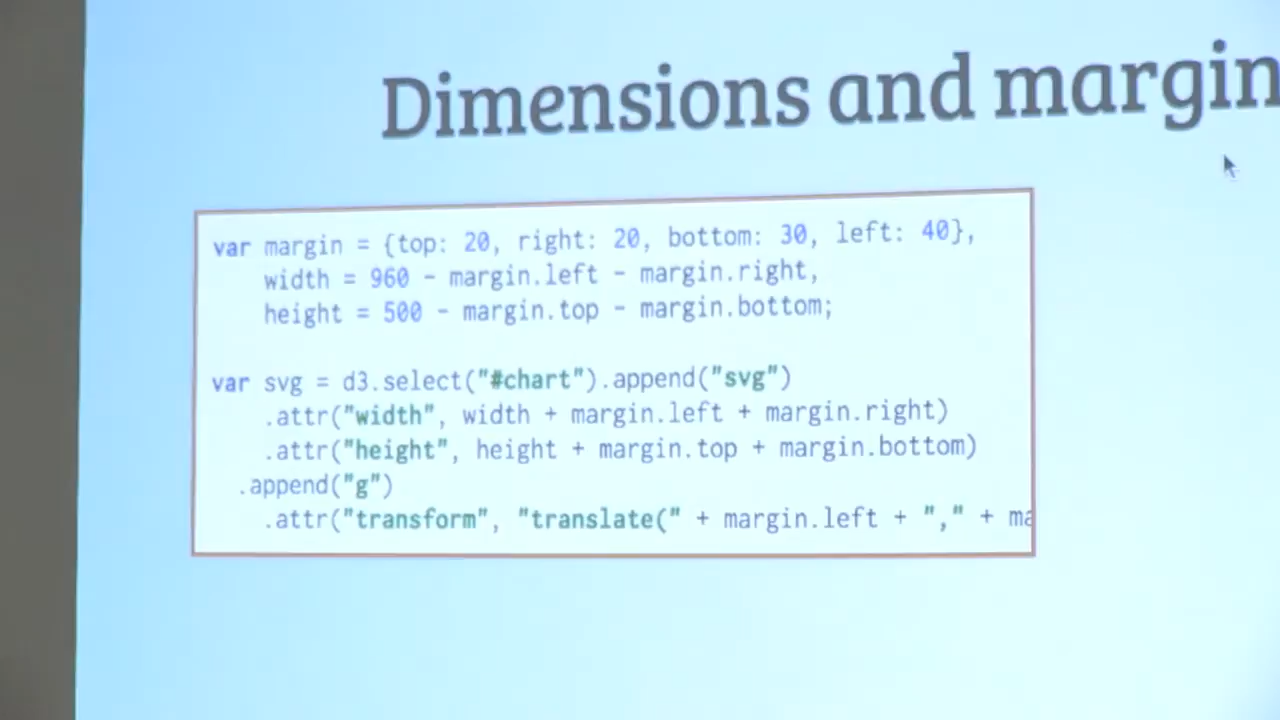 Dimensions and margin
var margin = {top: 20, right: 20, bottom: 30, left: 40},
    width = 960 - margin.left - margin.right,
    height = 500 - margin.top - margin.bottom;
var svg = d3.select("#chart").append("svg")
    .attr("width", width + margin.left + margin.right)
    .attr("height", height + margin.top + margin.bottom)
  .append("g")
    .attr("transform", "translate(" + margin.left + "," + ma